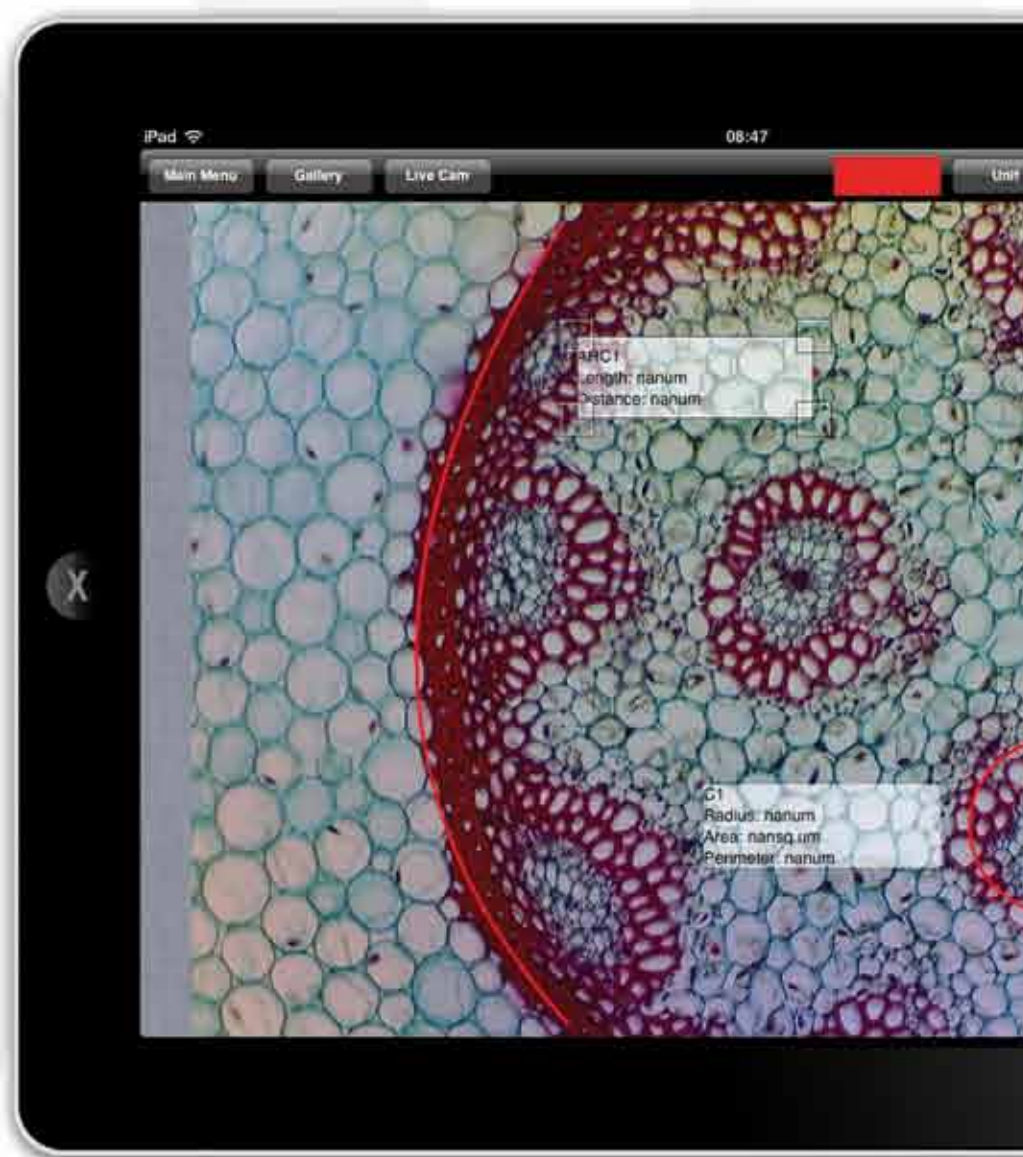 iPad
08:47
Main Menu
Gallery
Live Cam
Unit
ARC1
Length: nanum
Distance: nanum
C1
Radius: nanum
Area: nansq.um
Perimeter: nanum
X